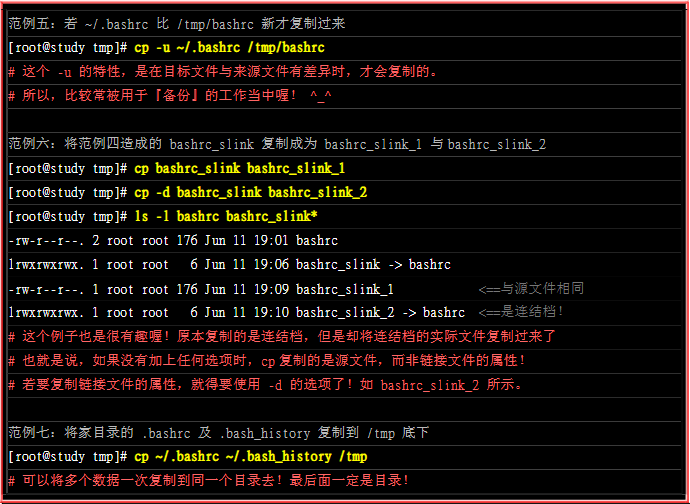 范例五：若 ~/.bashrc 比 /tmp/bashrc 新才复制过来
[root@study tmp]# cp -u ~/.bashrc /tmp/bashrc
# 这个 -u 的特性，是在目标文件与来源文件有差异时，才会复制的。
# 所以，比较常被用于『备份』的工作当中喔！ ^_^
范例六：将范例四造成的 bashrc_slink 复制成为 bashrc_slink_1 与bashrc_slink_2
[root@study tmp]# cp bashrc_slink bashrc_slink_1
[root@study tmp]# cp -d bashrc_slink bashrc_slink_2
[root@study tmp]# ls -l bashrc bashrc_slink*
-rw-r--r--. 2 root root 176 Jun 11 19:01 bashrc
lrwxrwxrwx. 1 root root   6 Jun 11 19:06 bashrc_slink -> bashrc
-rw-r--r--. 1 root root 176 Jun 11 19:09 bashrc_slink_1 <==与源文件相同
lrwxrwxrwx. 1 root root   6 Jun 11 19:10 bashrc_slink_2 -> bashrc <==是连结档！
# 这个例子也是很有趣喔！原本复制的是连结档，但是却将连结档的实际文件复制过来了
# 也就是说，如果没有加上任何选项时，cp复制的是源文件，而非链接文件的属性！
# 若要复制链接文件的属性，就得要使用 -d 的选项了！如 bashrc_slink_2 所示。
范例七：将家目录的 .bashrc 及 .bash_history 复制到 /tmp 底下
[root@study tmp]# cp ~/.bashrc ~/.bash_history /tmp
# 可以将多个数据一次复制到同一个目录去！最后面一定是目录！